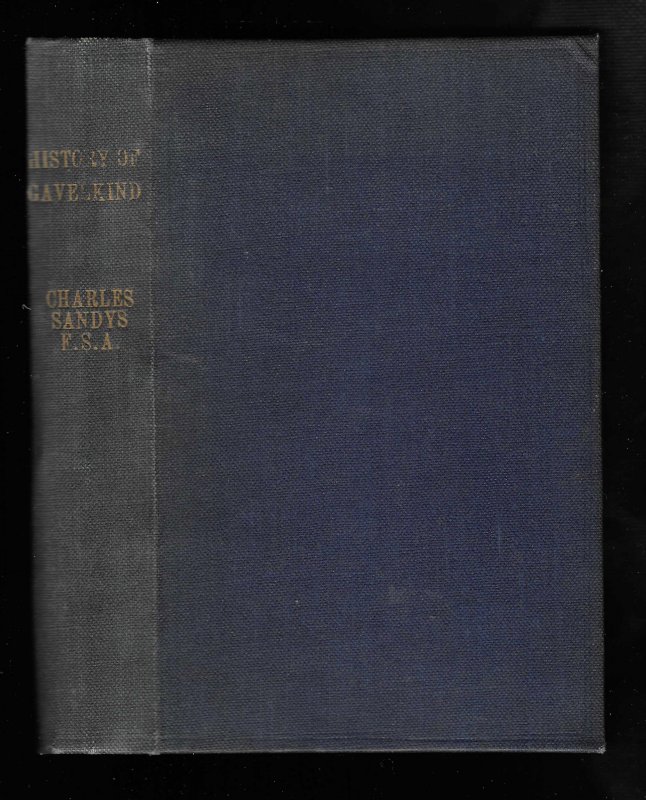 HISTORY OF
GAVELKIND
CHARLES
SANDYS
F.S.A.